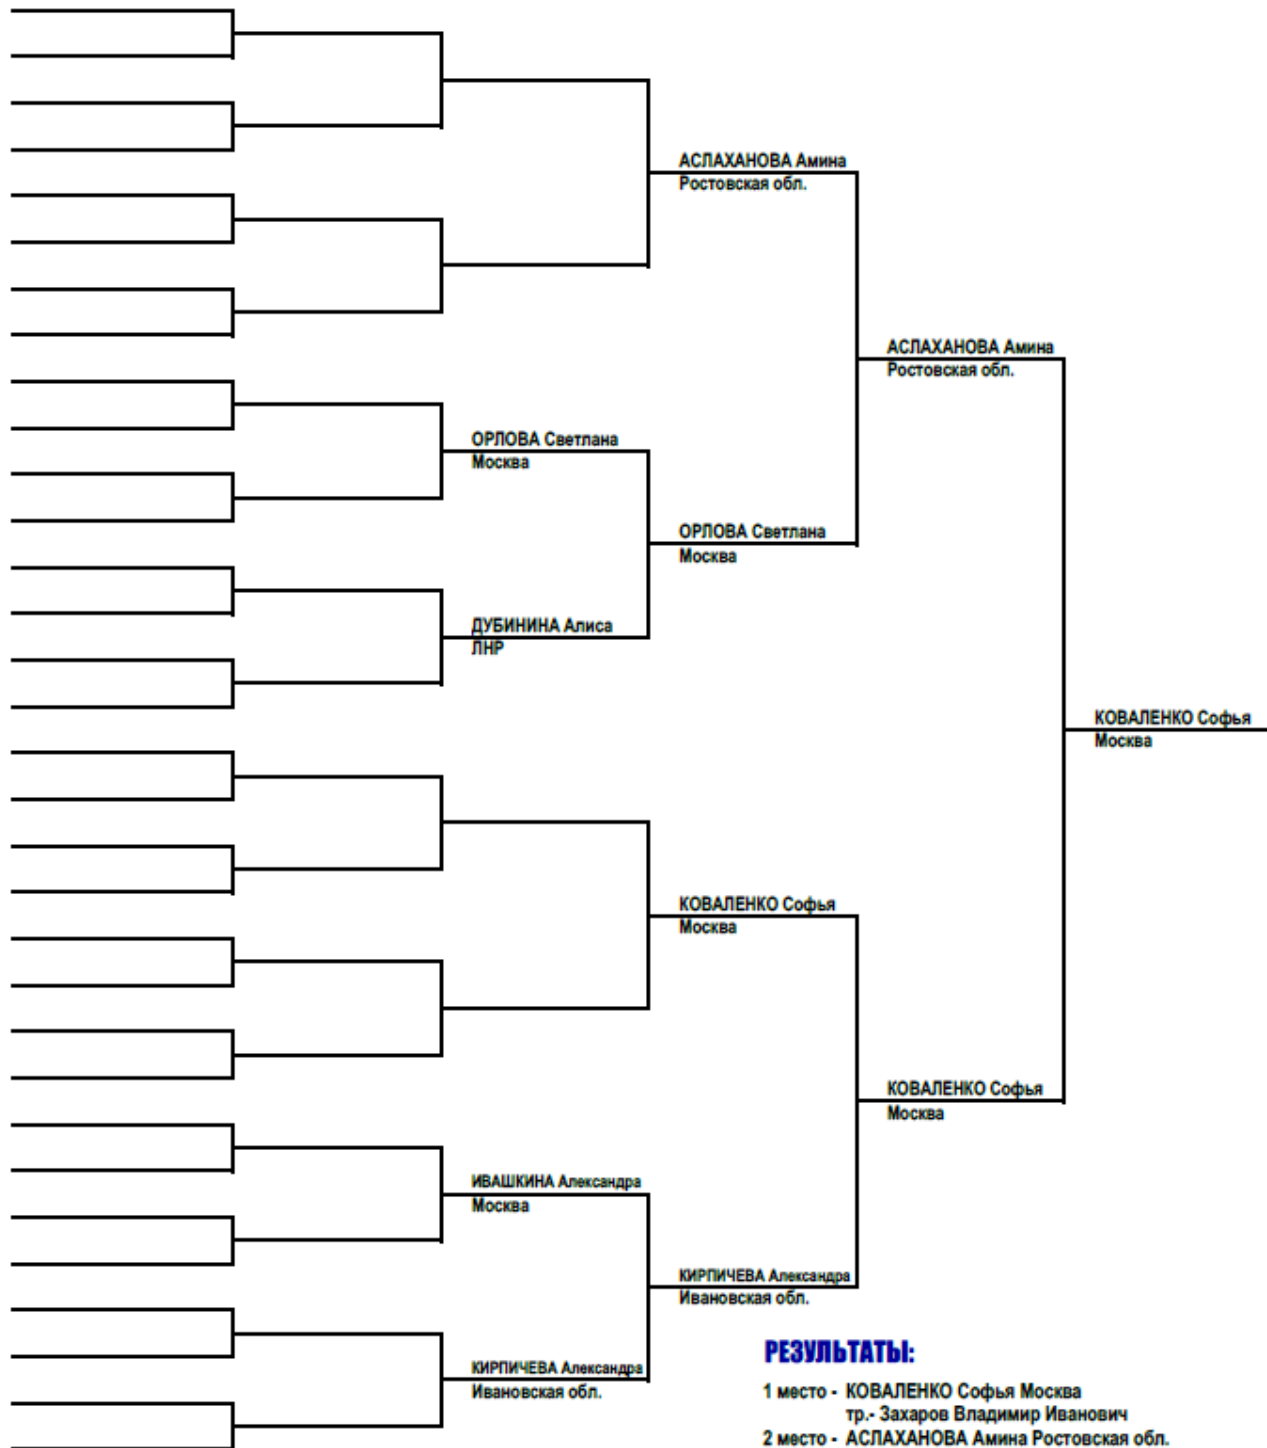 АСЛАХАНОВА Амина
Ростовская обл.
АСЛАХАНОВА Амина
Ростовская обл.
ОРЛОВА Светлана
Москва
ОРЛОВА Светлана
Москва
ДУБИНИНА Алиса
ЛНР
КОВАЛЕНКО Софья
Москва
КОВАЛЕНКО Софья
Москва
КОВАЛЕНКО Софья
Москва
ИВАШКИНА Александра
Москва
КИРПИЧЕВА Александра
Ивановская обл.
КИРПИЧЕВА Александра
Ивановская обл.
РЕЗУЛЬТАТЫ:
1 место - КОВАЛЕНКО Софья Москва
тр.- Захаров Владимир Иванович
2 место - АСЛАХАНОВА Амина Ростовская обл.